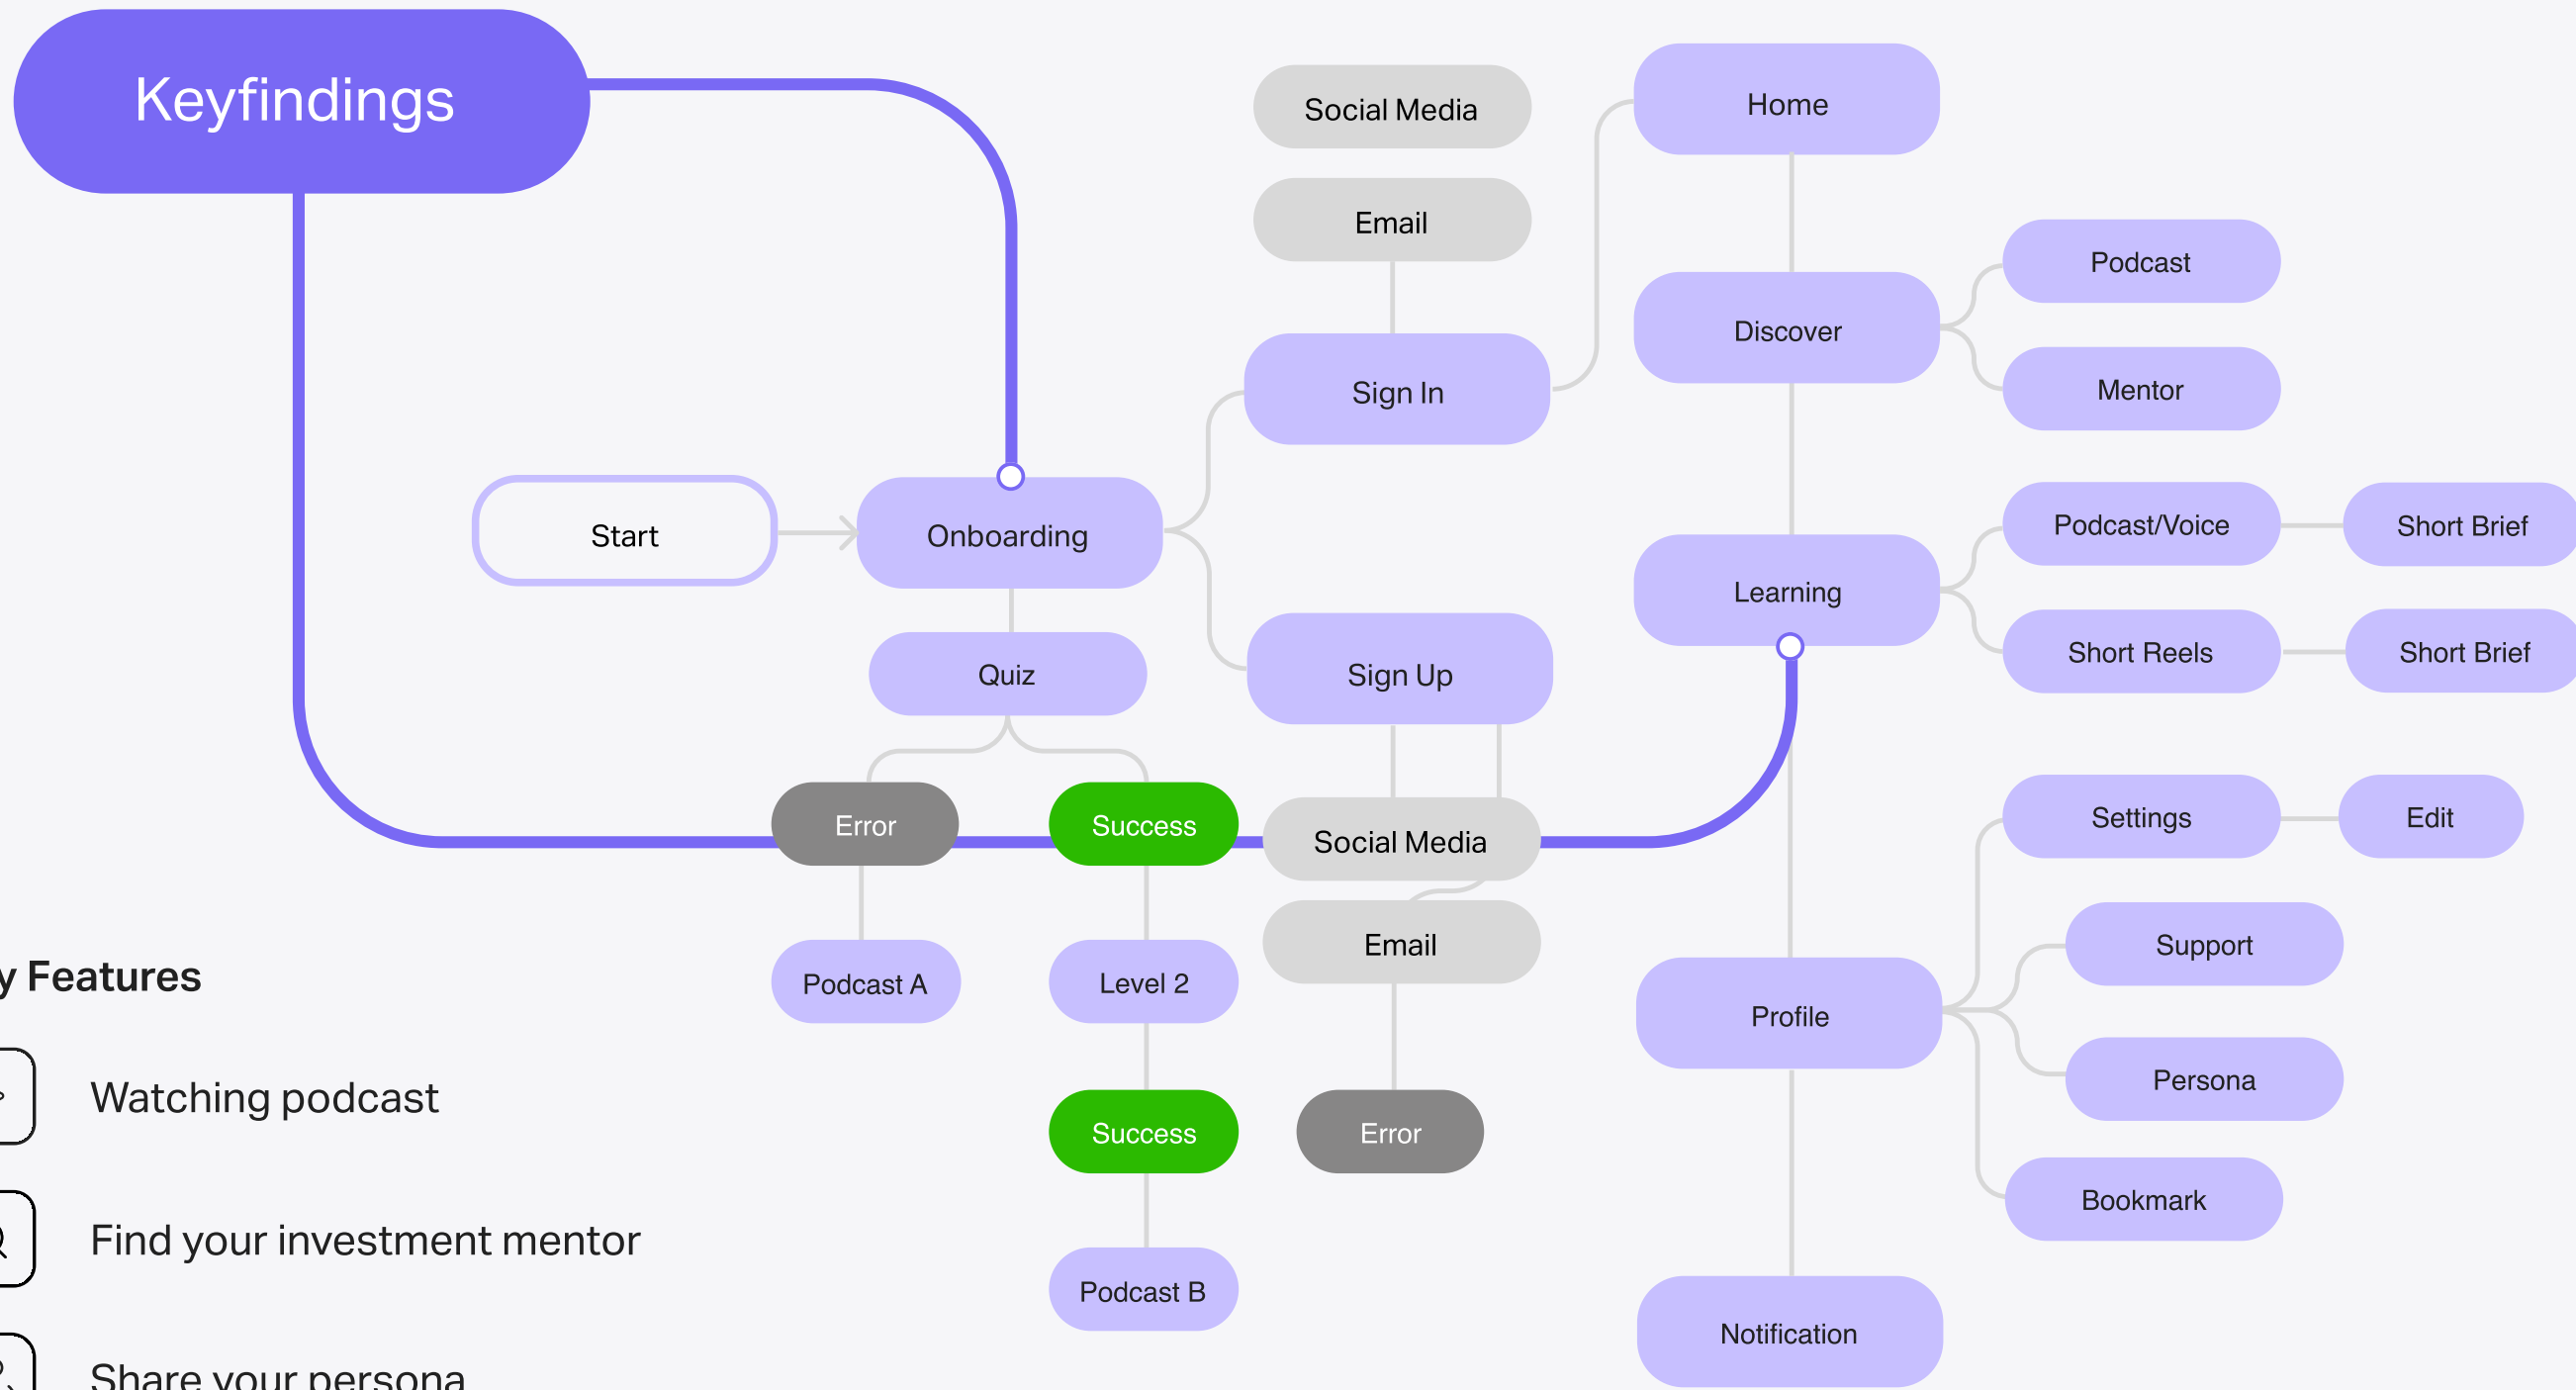 Keyfindings
Social Media
Home
Email
Podcast
Discover
Sign In
Mentor
Start
Onboarding
Podcast/Voice
Short Brief
Learning
Quiz
Sign Up
Short Reels
Short Brief
Error
Success
Social Media
Settings
Edit
Email
Support
y Features
Podcast A
Level 2
Profile
Persona
Watching podcast
Success
Error
Bookmark
Find your investment mentor
Podcast B
Notification
Share your persona